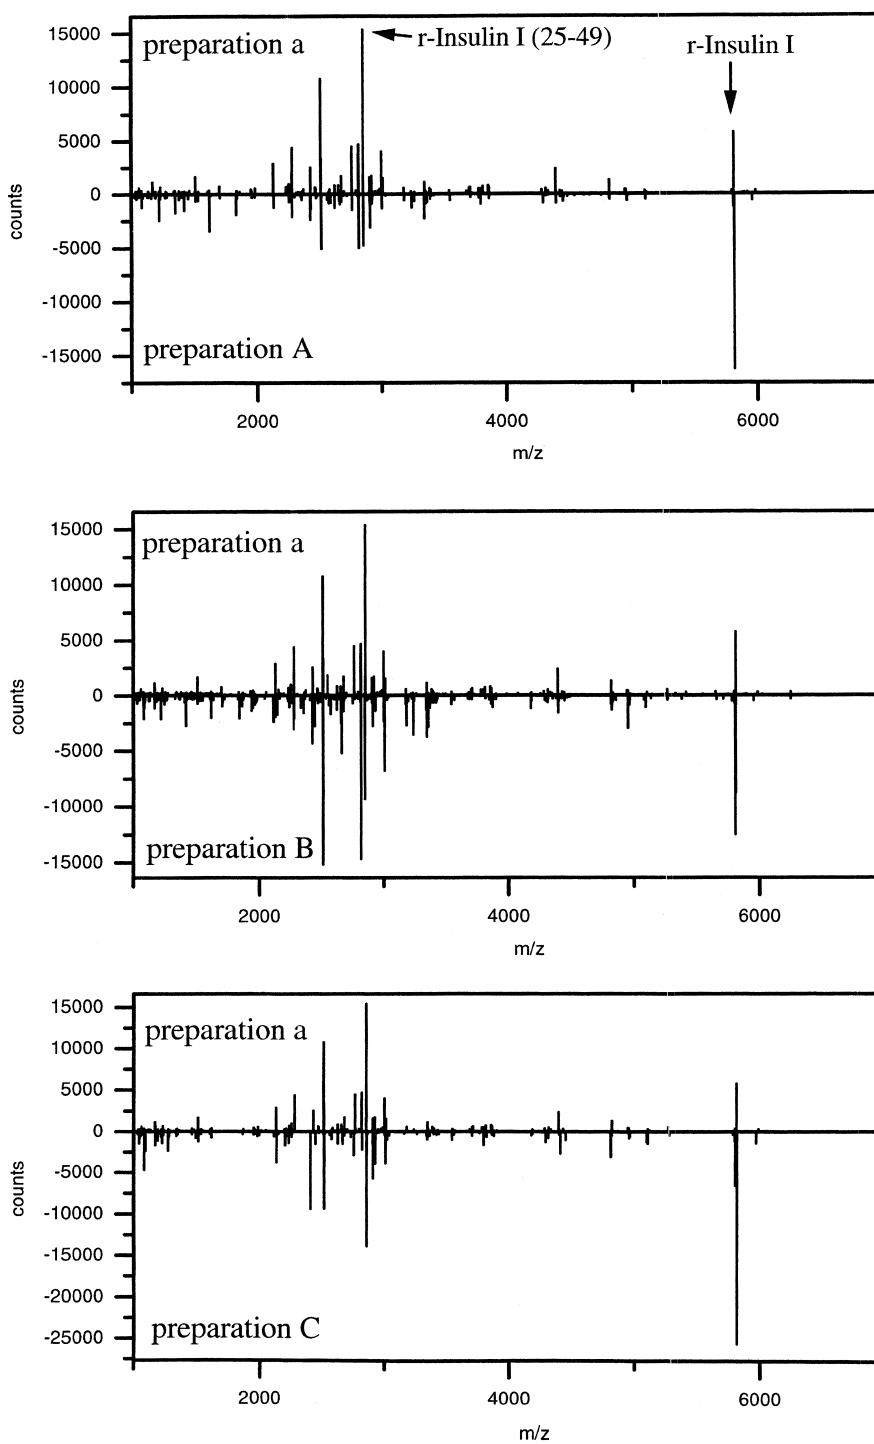 preparation a
r-Insulin I (25-49)
r-Insulin I
15000
10000
5000
0
-5000
-10000
-15000
counts
preparation A
2000
4000
6000
m/z
preparation a
15000
10000
5000
0
-5000
-10000
-15000
counts
preparation B
2000
4000
6000
m/z
preparation a
15000
10000
5000
0
-5000
-10000
-15000
-20000
-25000
counts
preparation C
2000
4000
6000
m/z